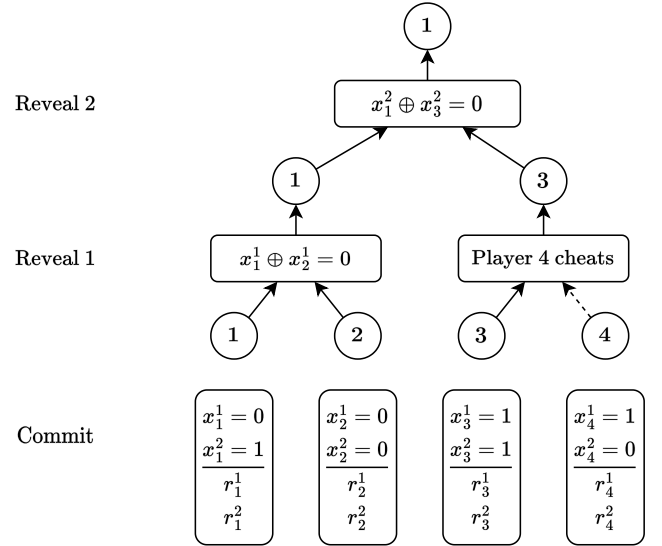 1
Reveal 2
x_1^2 ⊕ x_3^2 = 0
1 3
Reveal 1
x_1^1 ⊕ x_2^1 = 0
Player 4 cheats
1 2 3 4
Commit
x_1^1 = 0
x_1^2 = 1
r_1^1
r_1^2
x_2^1 = 0
x_2^2 = 0
r_2^1
r_2^2
x_3^1 = 1
x_3^2 = 1
r_3^1
r_3^2
x_4^1 = 1
x_4^2 = 0
r_4^1
r_4^2